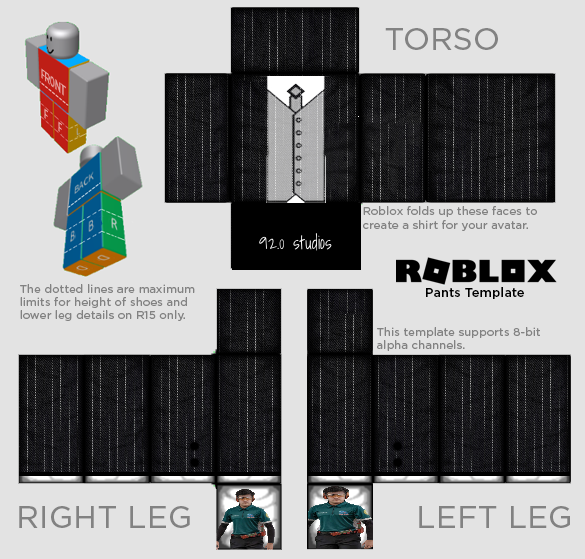 TORSO
FRONT
F F L
BACK
B B R
Roblox folds up these faces to
create a shirt for your avatar.
92.0 studios
ROBLOX
Pants Template
The dotted lines are maximum
limits for height of shoes and
lower leg details on R15 only.
This template supports 8-bit
alpha channels.
RIGHT LEG
LEFT LEG